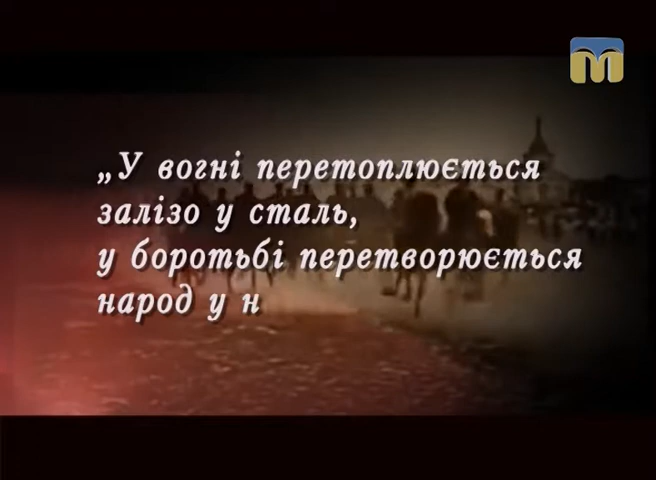 „У вогні перетоплюється
залізо у сталь,
у боротьбі перетворюється
народ у н